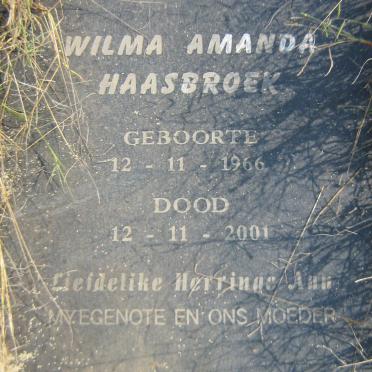 WILMA AMANDA
HAASBROEK
GEBOORTE
12 - 11 - 1966
DOOD
12 - 11 - 2001
Liefdelike Herringe Aan
MY EGENOTE EN ONS MOEDER